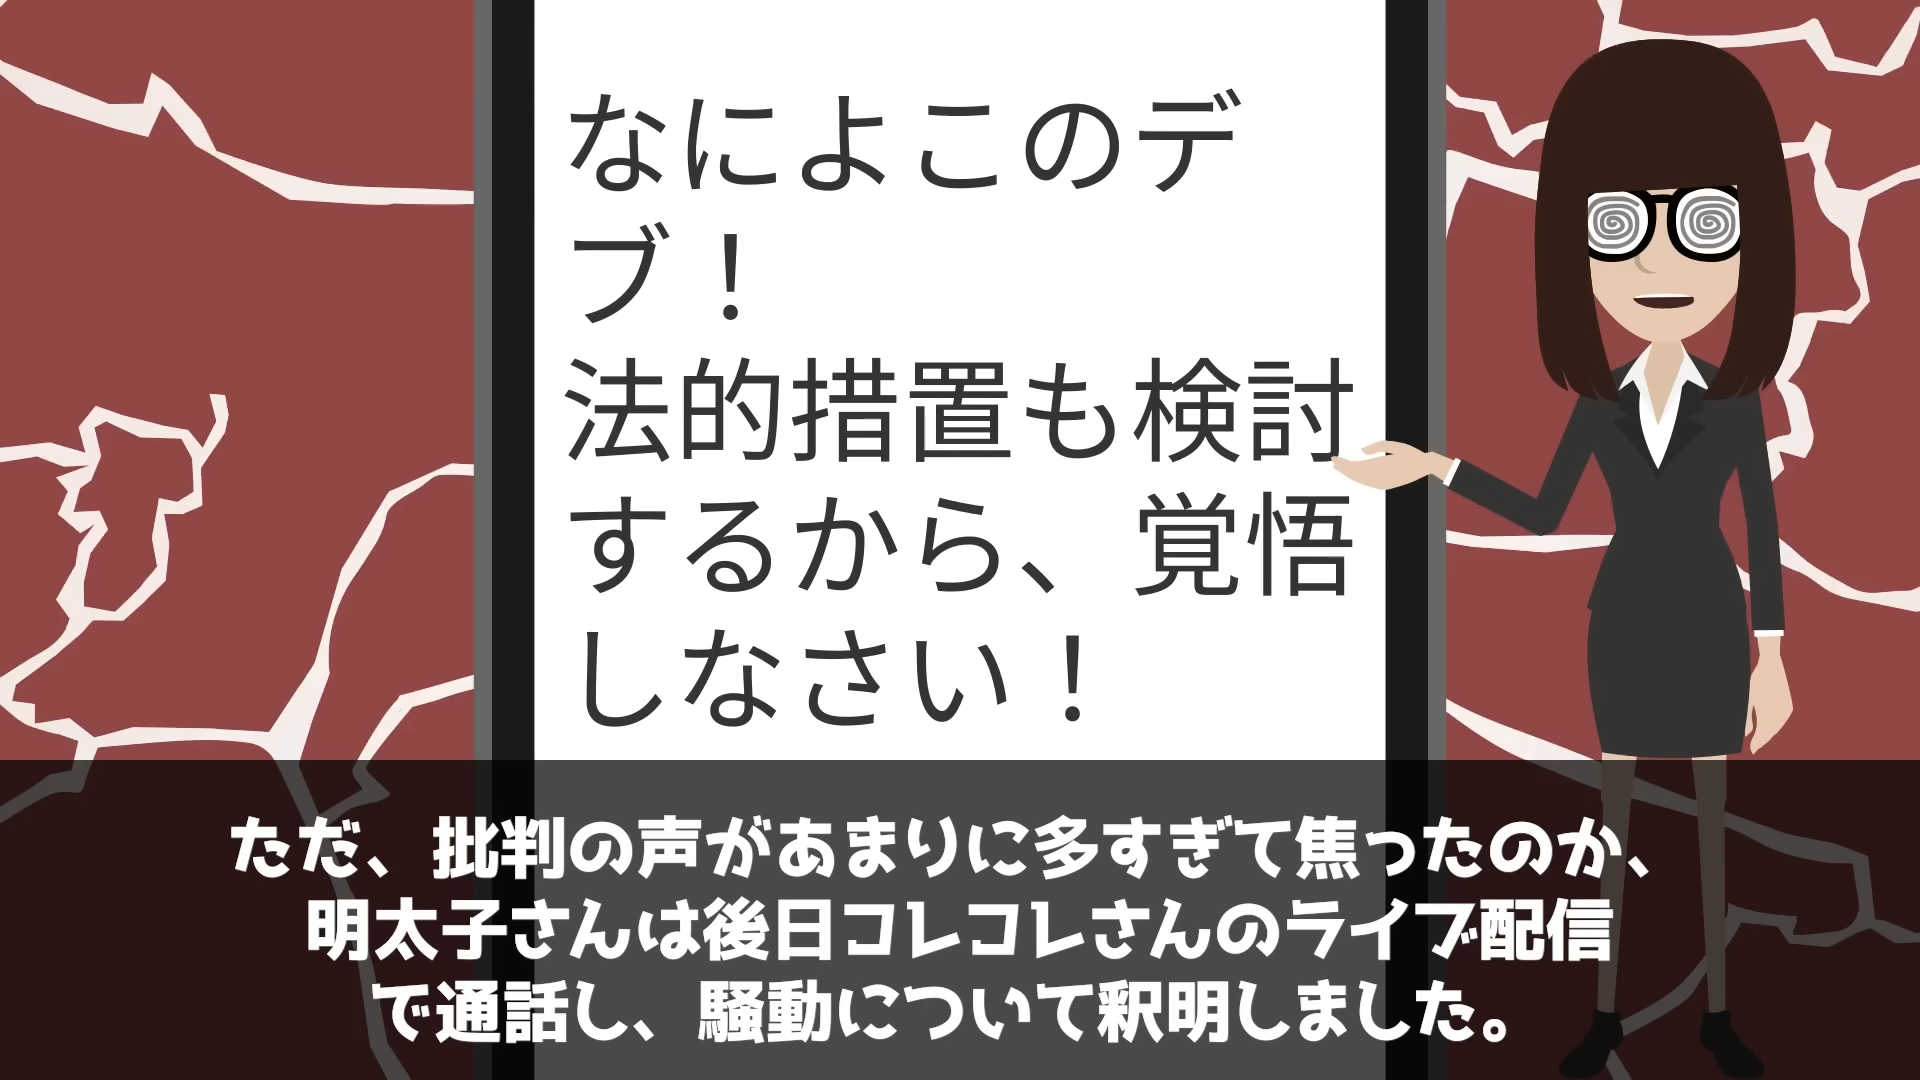 なによこのデ
ブ！
法的措置も検討
するから、覚悟
しなさい！
ただ、批判の声があまりに多すぎて焦ったのか、
明太子さんは後日コレコレさんのライブ配信
で通話し、騒動について釈明しました。